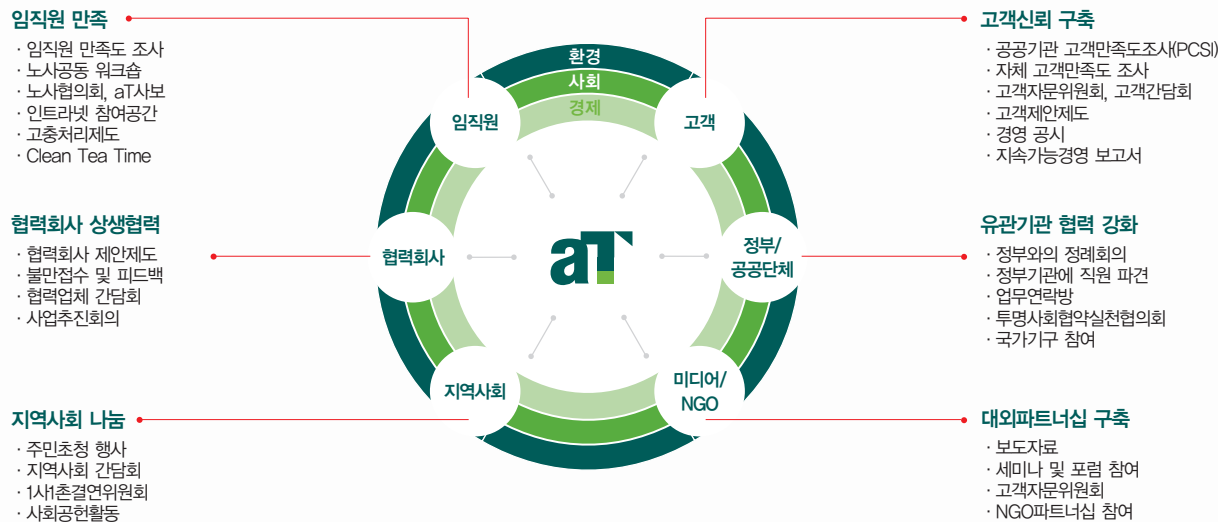 임직원 만족
· 임직원 만족도 조사
· 노사공동 워크숍
· 노사협의회, aT사보
· 인트라넷 참여공간
· 고충처리제도
· Clean Tea Time
협력회사 상생협력
· 협력회사 제안제도
· 불만접수 및 피드백
· 협력업체 간담회
· 사업추진회의
지역사회 나눔
· 주민초청 행사
· 지역사회 간담회
· 1사1촌결연위원회
· 사회공헌활동
환경
사회
경제
임직원
고객
협력회사
aT
정부/
공공단체
지역사회
미디어/
NGO
고객신뢰 구축
· 공공기관 고객만족도조사(PCSI)
· 자체 고객만족도 조사
· 고객자문위원회, 고객간담회
· 고객제안제도
· 경영 공시
· 지속가능경영 보고서
유관기관 협력 강화
· 정부와의 정례회의
· 정부기관에 직원 파견
· 업무연락방
· 투명사회협약실천협의회
· 국가기구 참여
대외파트너십 구축
· 보도자료
· 세미나 및 포럼 참여
· 고객자문위원회
· NGO파트너십 참여